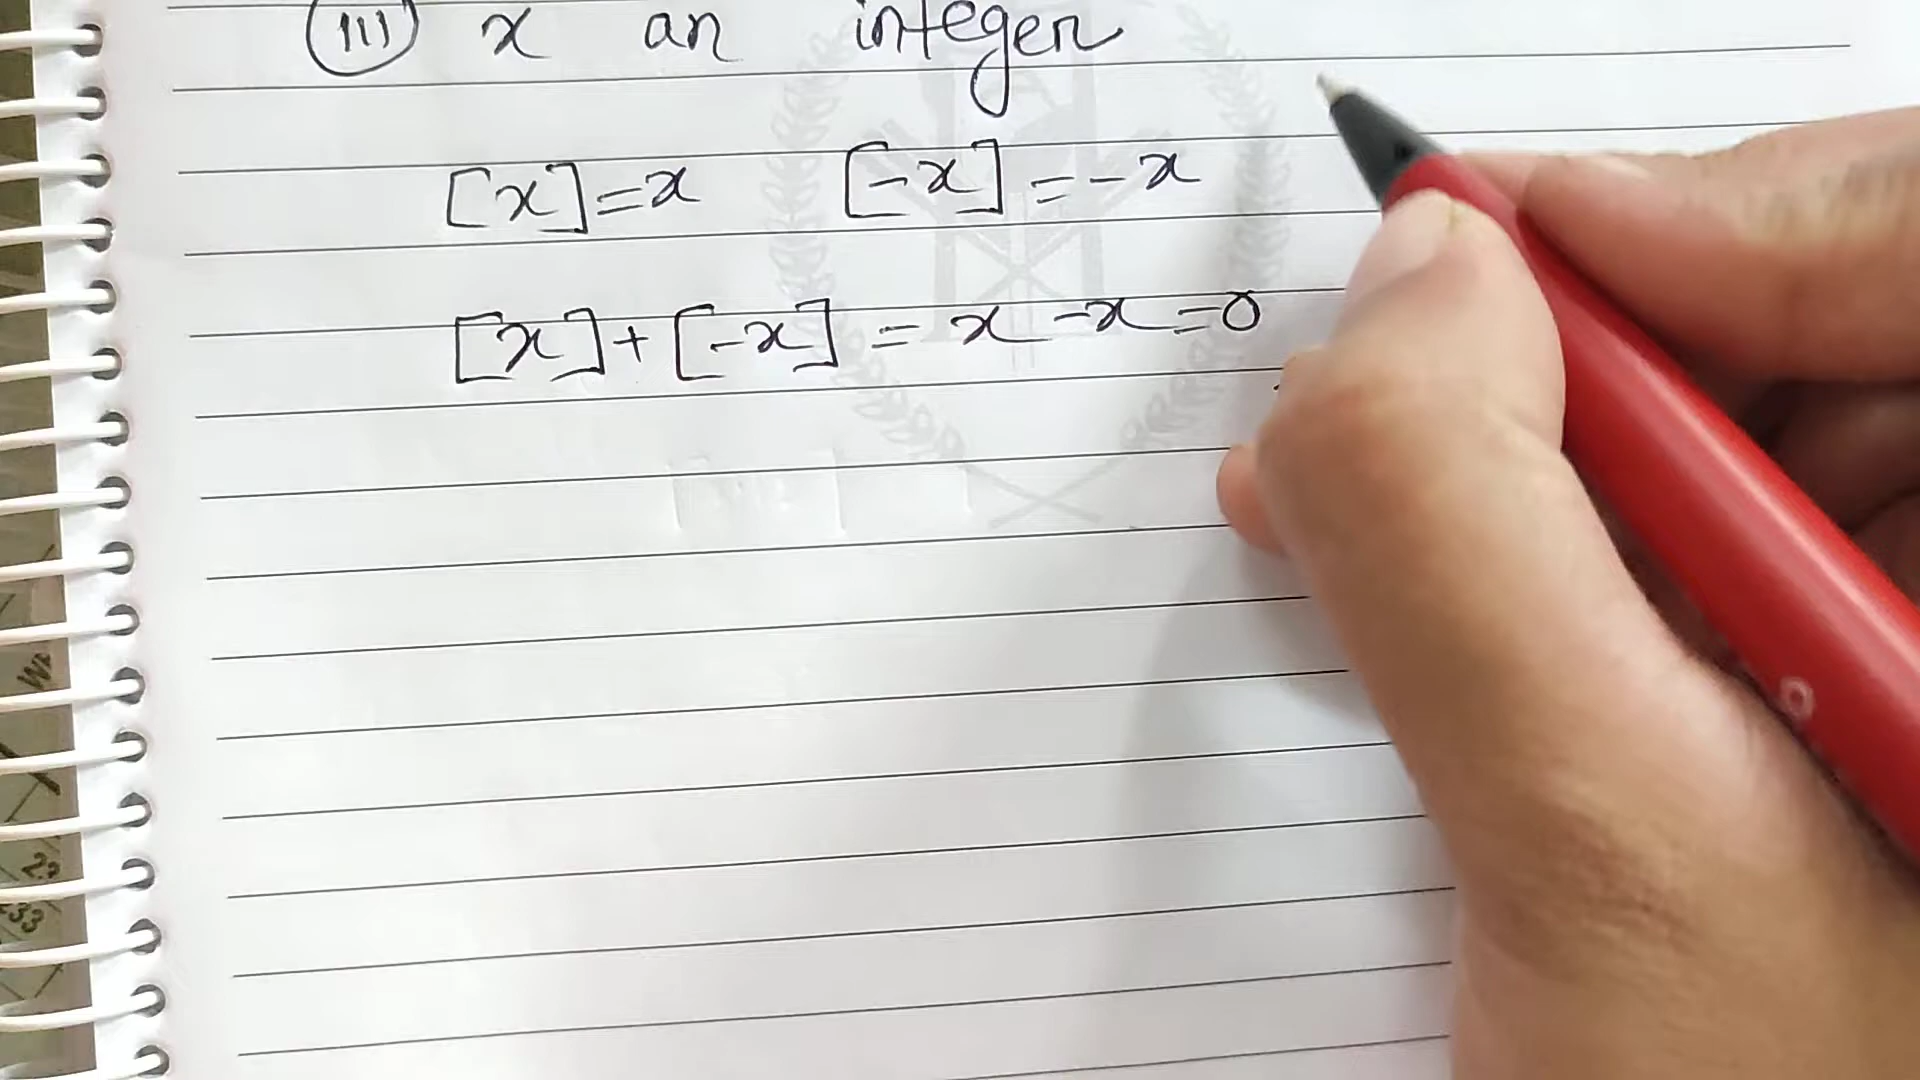 (III) x an integer
[x]=x [-x] =-x
[x]+[-x] = x -x =0